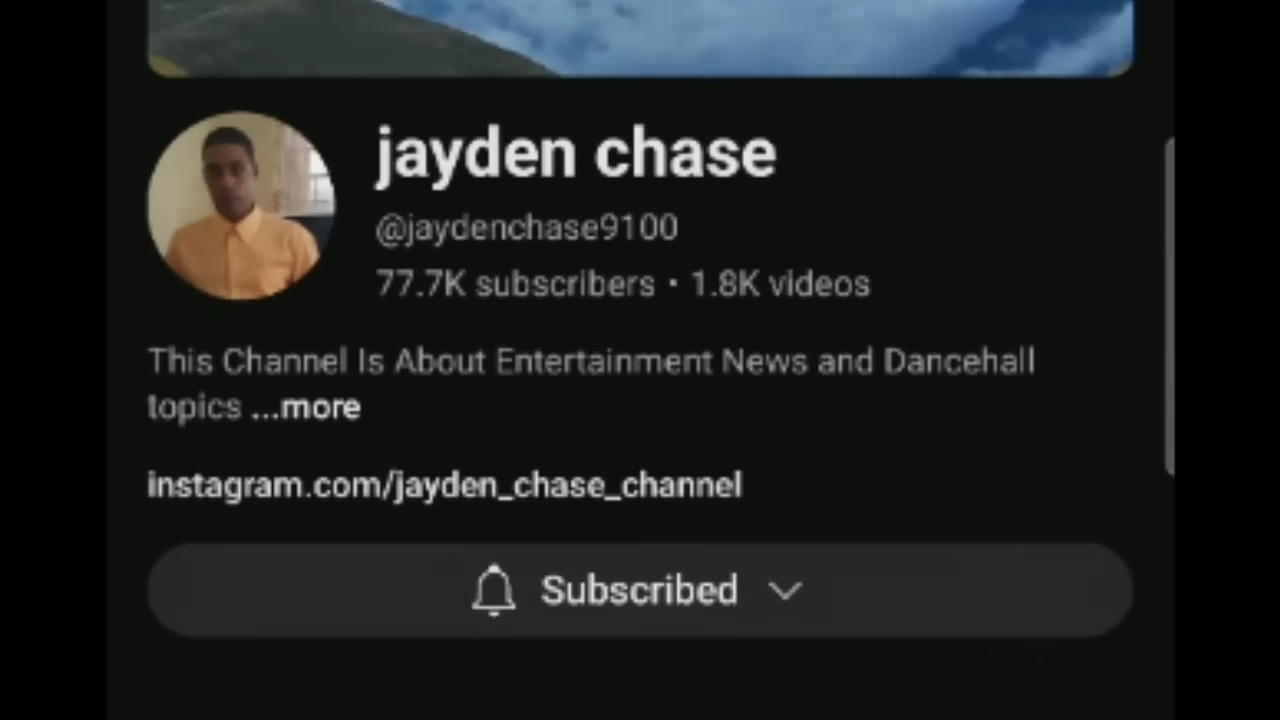 jayden chase
@jaydenchase9100
77.7K subscribers • 1.8K videos
This Channel Is About Entertainment News and Dancehall
topics ...more
instagram.com/jayden_chase_channel
Subscribed